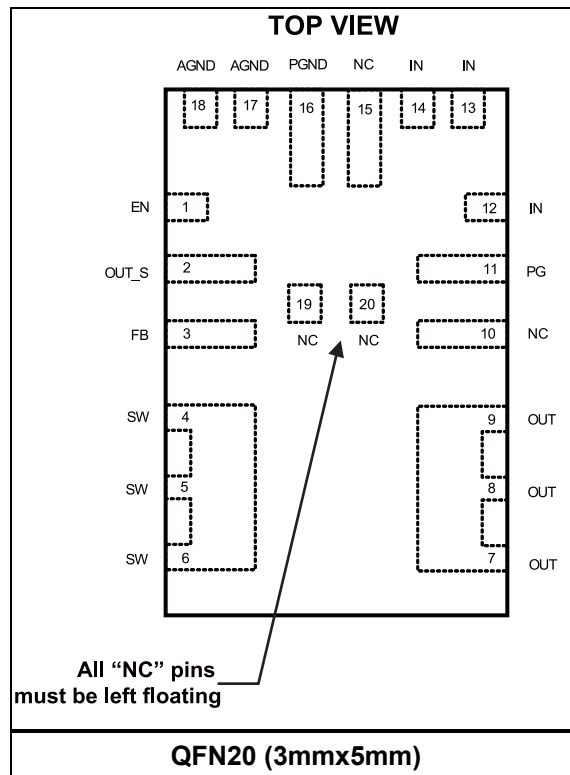 TOP VIEW
AGND AGND PGND NC IN IN
18 17 16 15 14 13
EN 1 12 IN
OUT_S 2 11 PG
19 20
FB 3 10 NC
NC NC
SW 4 9 OUT
SW 5 8 OUT
SW 6 7 OUT
All “NC” pins
must be left floating
QFN20 (3mmx5mm)